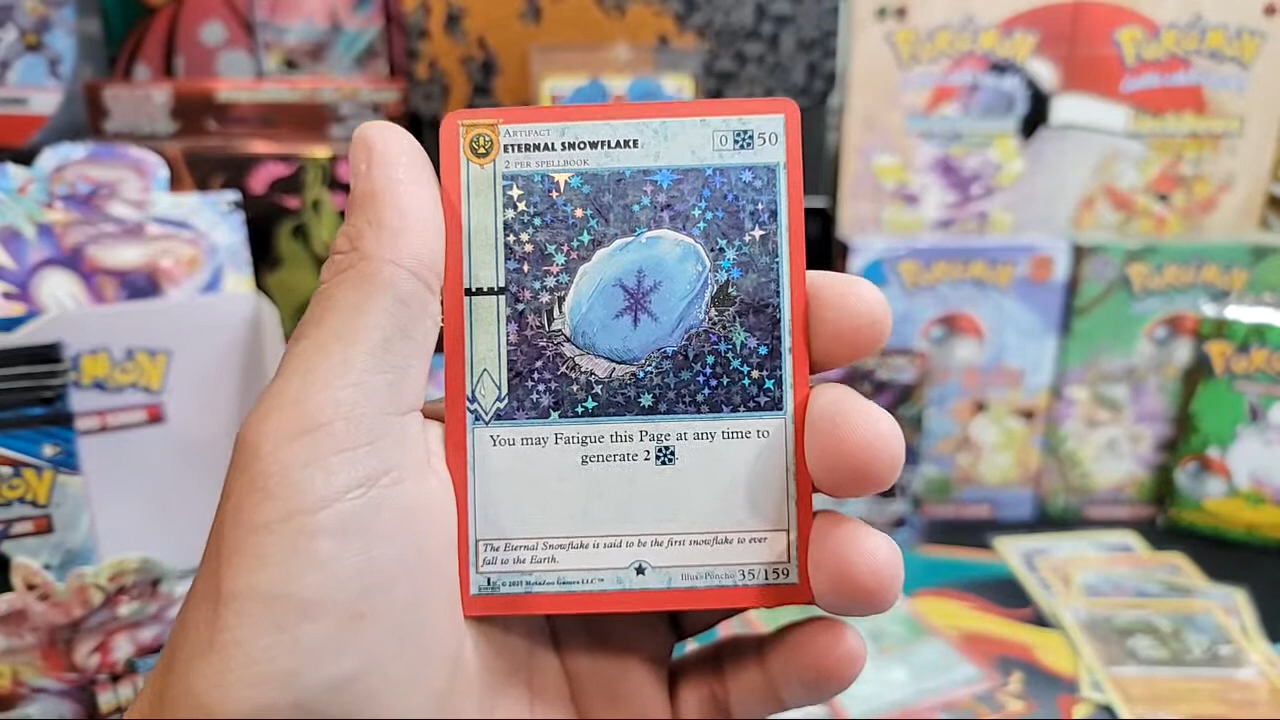 POKéMON
POKéMON
ARTIFACT
ETERNAL SNOWFLAKE
0 50
2 PER SPELLBOOK
POKéMON
POKéMON
MON
You may Fatigue this Page at any time to
generate 2 .
The Eternal Snowflake is said to be the first snowflake to ever
fall to the Earth.
© 2021 MetaZoo Games LLC™
Illus•Poncho 35/159